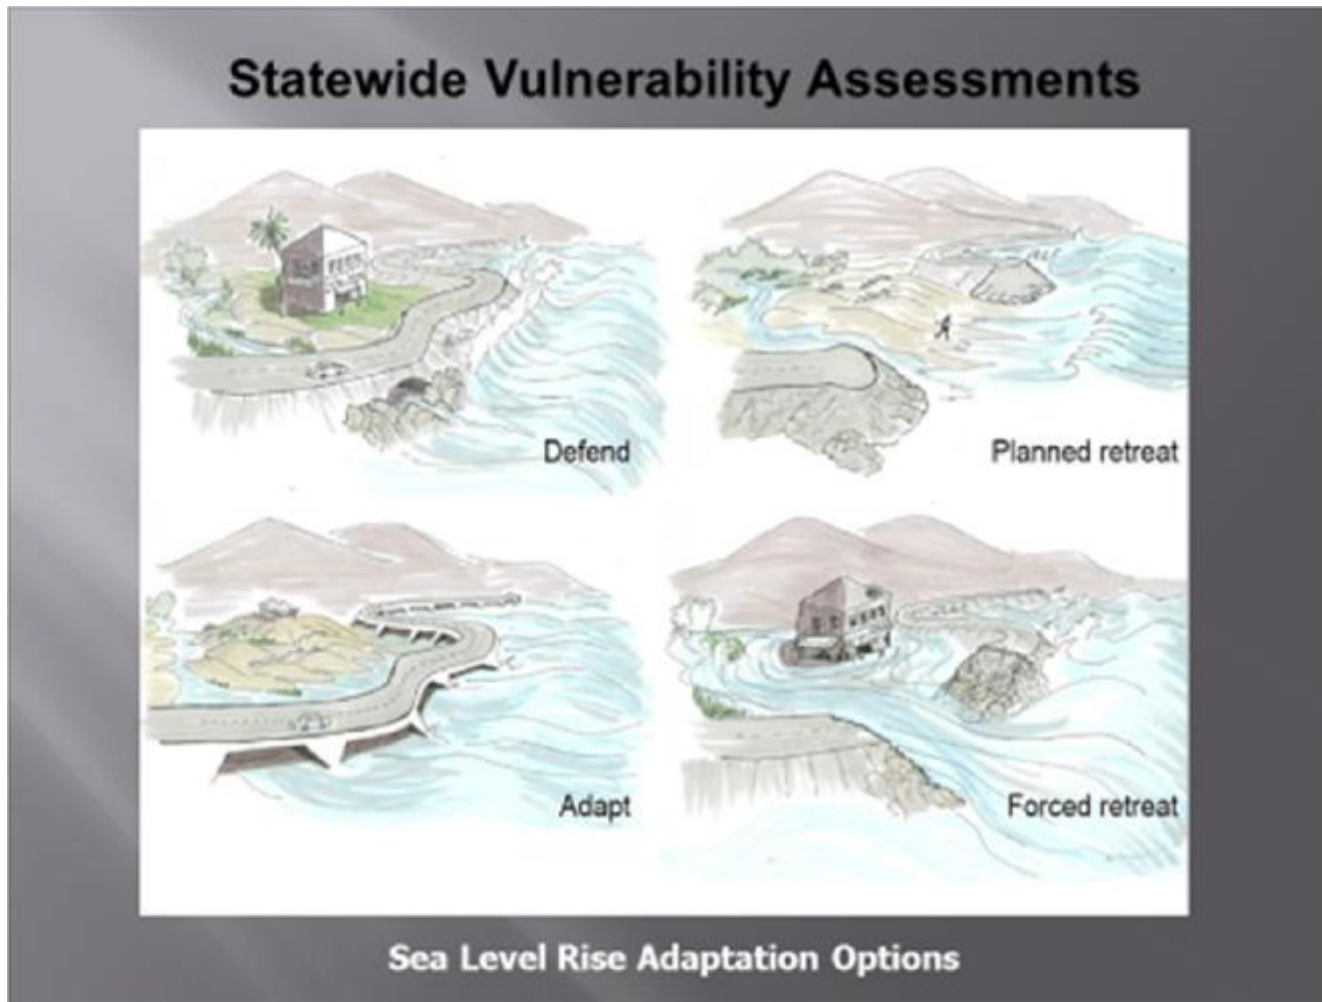 Statewide Vulnerability Assessments
Defend
Planned retreat
Adapt
Forced retreat
Sea Level Rise Adaptation Options